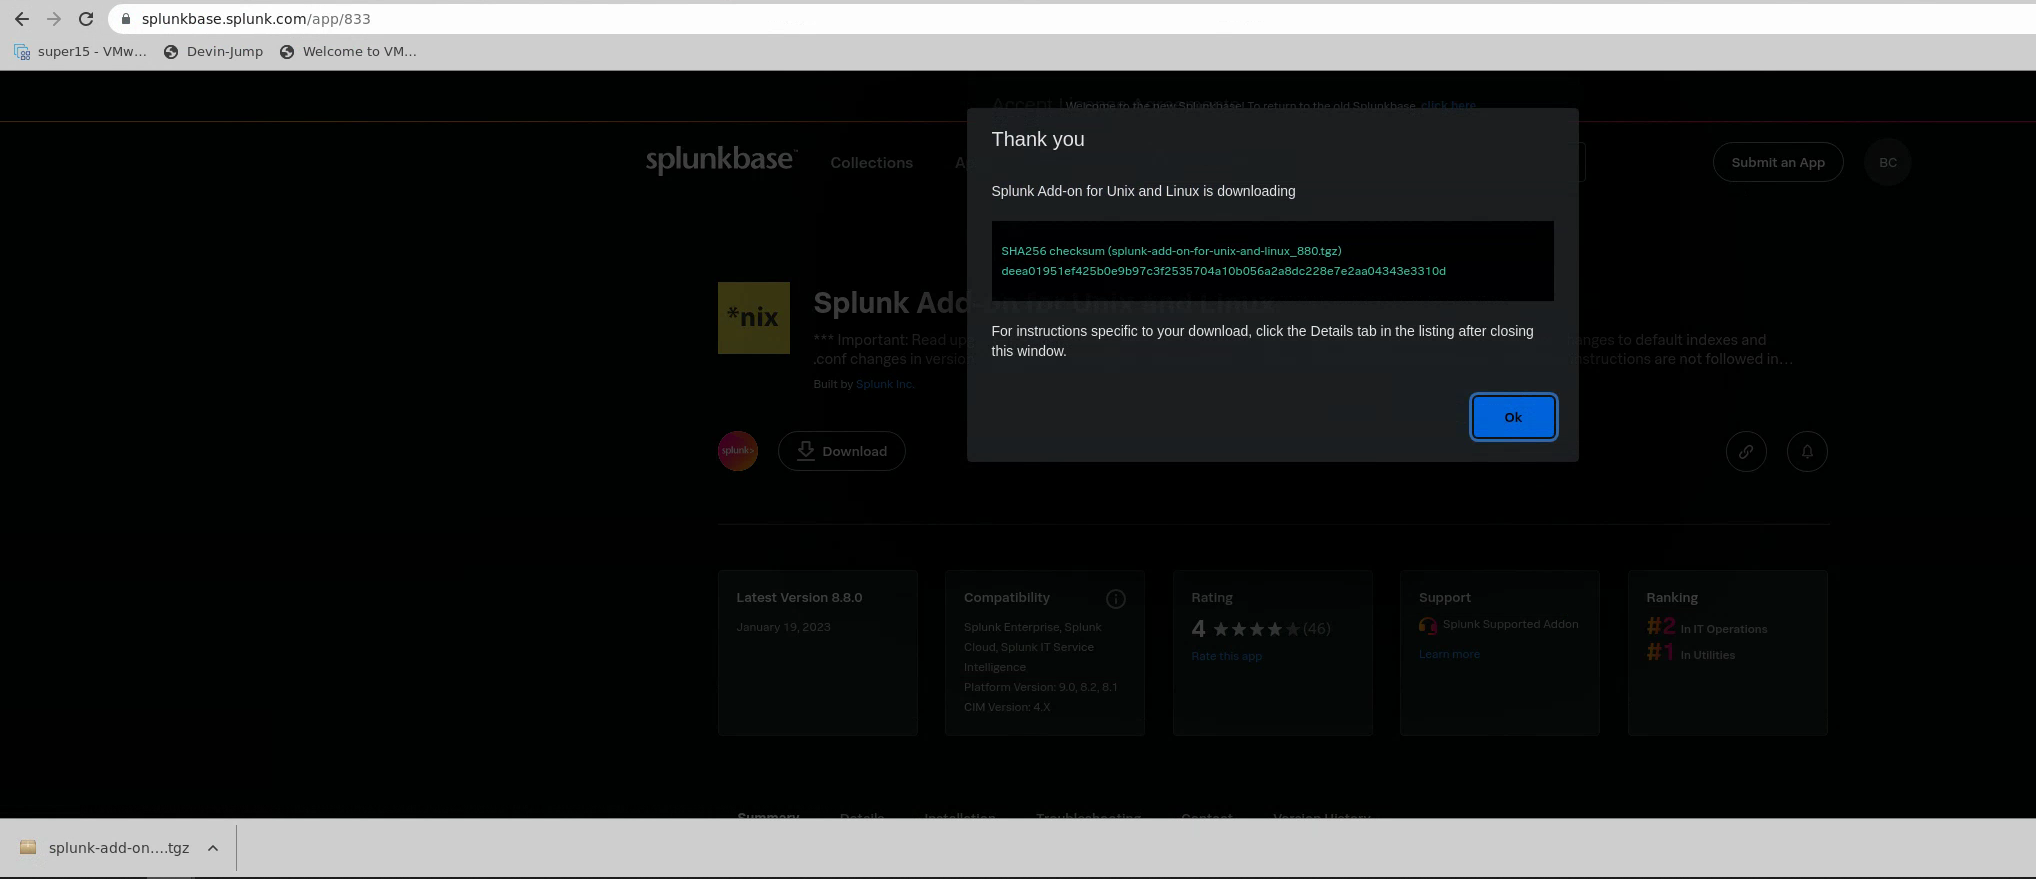 splunkbase.splunk.com/app/833
super15 - VMw...
Devin-Jump
Welcome to VM...
Welcome to the new Splunkbase! To return to the old Splunkbase, click here
splunkbase
Collections
Submit an App
BC
Thank you
Splunk Add-on for Unix and Linux is downloading
SHA256 checksum (splunk-add-on-for-unix-and-linux_880.tgz)
deea01951ef425b0e9b97c3f2535704a10b056a2a8dc228e7e2aa04343e3310d
For instructions specific to your download, click the Details tab in the listing after closing
this window.
Ok
*nix
Splunk Add-on for Unix and Linux
*** Important: Read upg
anges to default indexes and
.conf changes in version
nstructions are not followed in...
Built by Splunk Inc.
splunk>
Download
Latest Version 8.8.0
January 19, 2023
Compatibility
Splunk Enterprise, Splunk
Cloud, Splunk IT Service
Intelligence
Platform Version: 9.0, 8.2, 8.1
CIM Version: 4.X
Rating
4 (46)
Rate this app
Support
Splunk Supported Addon
Learn more
Ranking
#2 In IT Operations
#1 In Utilities
Summary
Details
Installation
Troubleshooting
Contact
Version History
splunk-add-on....tgz